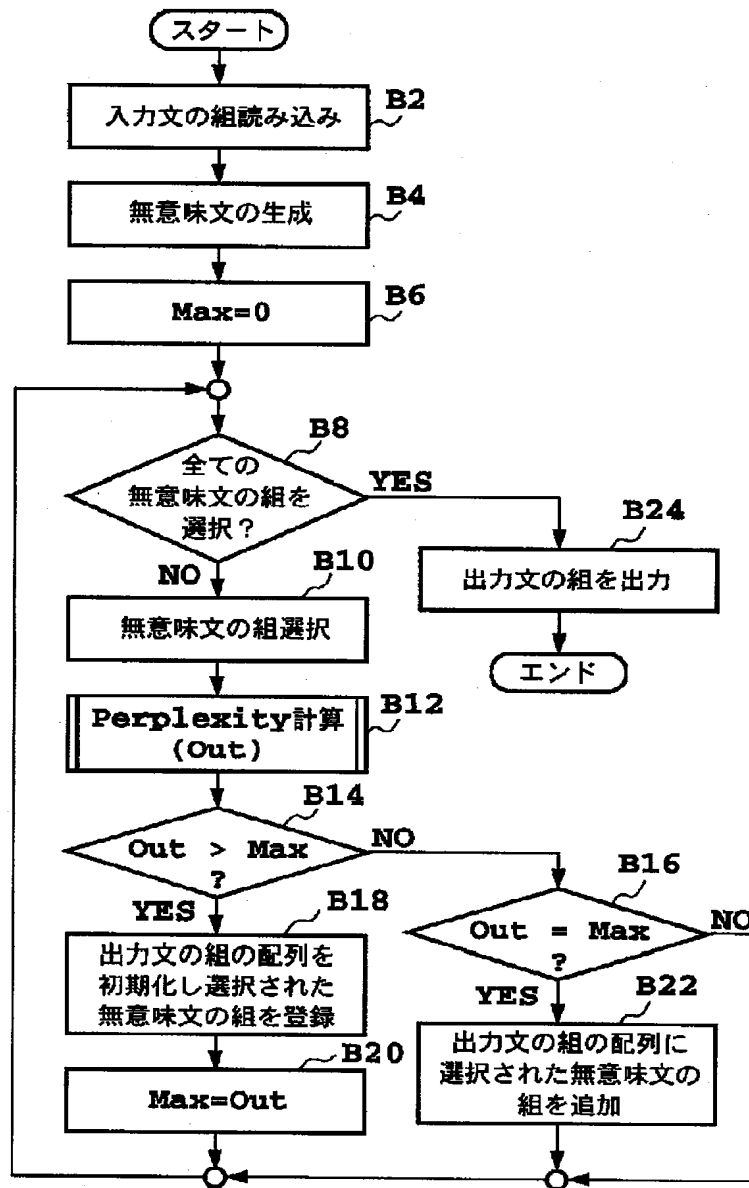 スタート
B2
入力文の組読み込み
B4
無意味文の生成
B6
Max=0
B8
全ての
無意味文の組を
選択？
YES
B24
出力文の組を出力
エンド
NO
B10
無意味文の組選択
B12
Perplexity計算
(Out)
B14
Out > Max
?
NO
B16
Out = Max
?
NO
YES
B18
出力文の組の配列を
初期化し選択された
無意味文の組を登録
YES
B22
出力文の組の配列に
選択された無意味文の
組を追加
B20
Max=Out